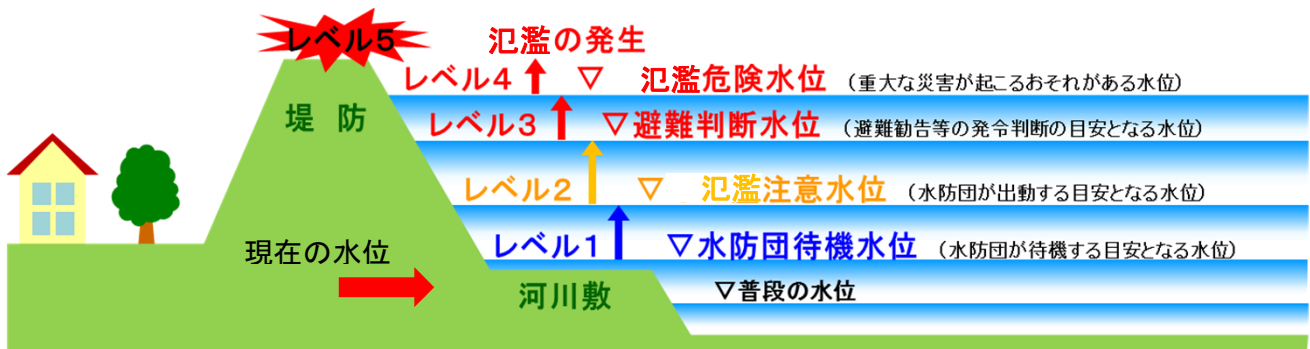 レベル5
氾濫の発生
レベル4 ▽ 氾濫危険水位 （重大な災害が起こるおそれがある水位）
堤 防
レベル3 ▽避難判断水位 （避難勧告等の発令判断の目安となる水位）
レベル2 ▽ 氾濫注意水位 （水防団が出動する目安となる水位）
レベル1 ▽水防団待機水位 （水防団が待機する目安となる水位）
現在の水位
河川敷
▽普段の水位